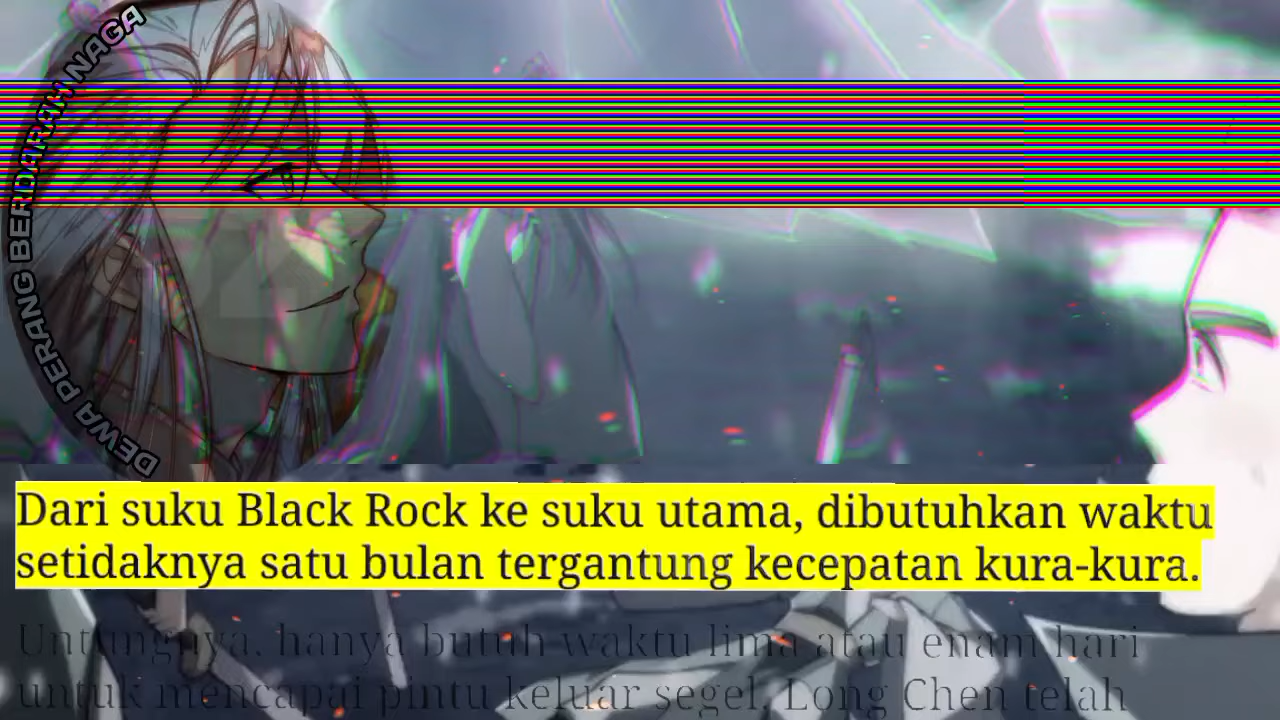 DEWA PERANG BERDARAH NAGA
Dari suku Black Rock ke suku utama, dibutuhkan waktu
setidaknya satu bulan tergantung kecepatan kura-kura.
Untungnya, hanya butuh waktu lima atau enam hari
untuk mencapai pintu keluar segel, Long Chen telah